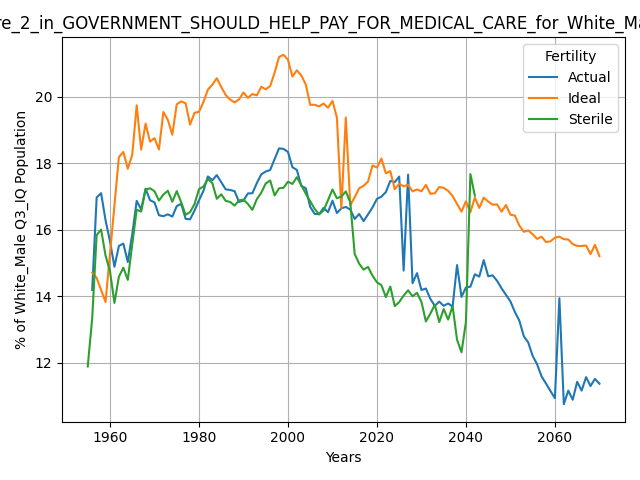 re_2_in_GOVERNMENT_SHOULD_HELP_PAY_FOR_MEDICAL_CARE_for_White_Ma
Fertility
Actual
Ideal
Sterile
% of White_Male Q3_IQ Population
20
18
16
14
12
1960 1980 2000 2020 2040 2060
Years